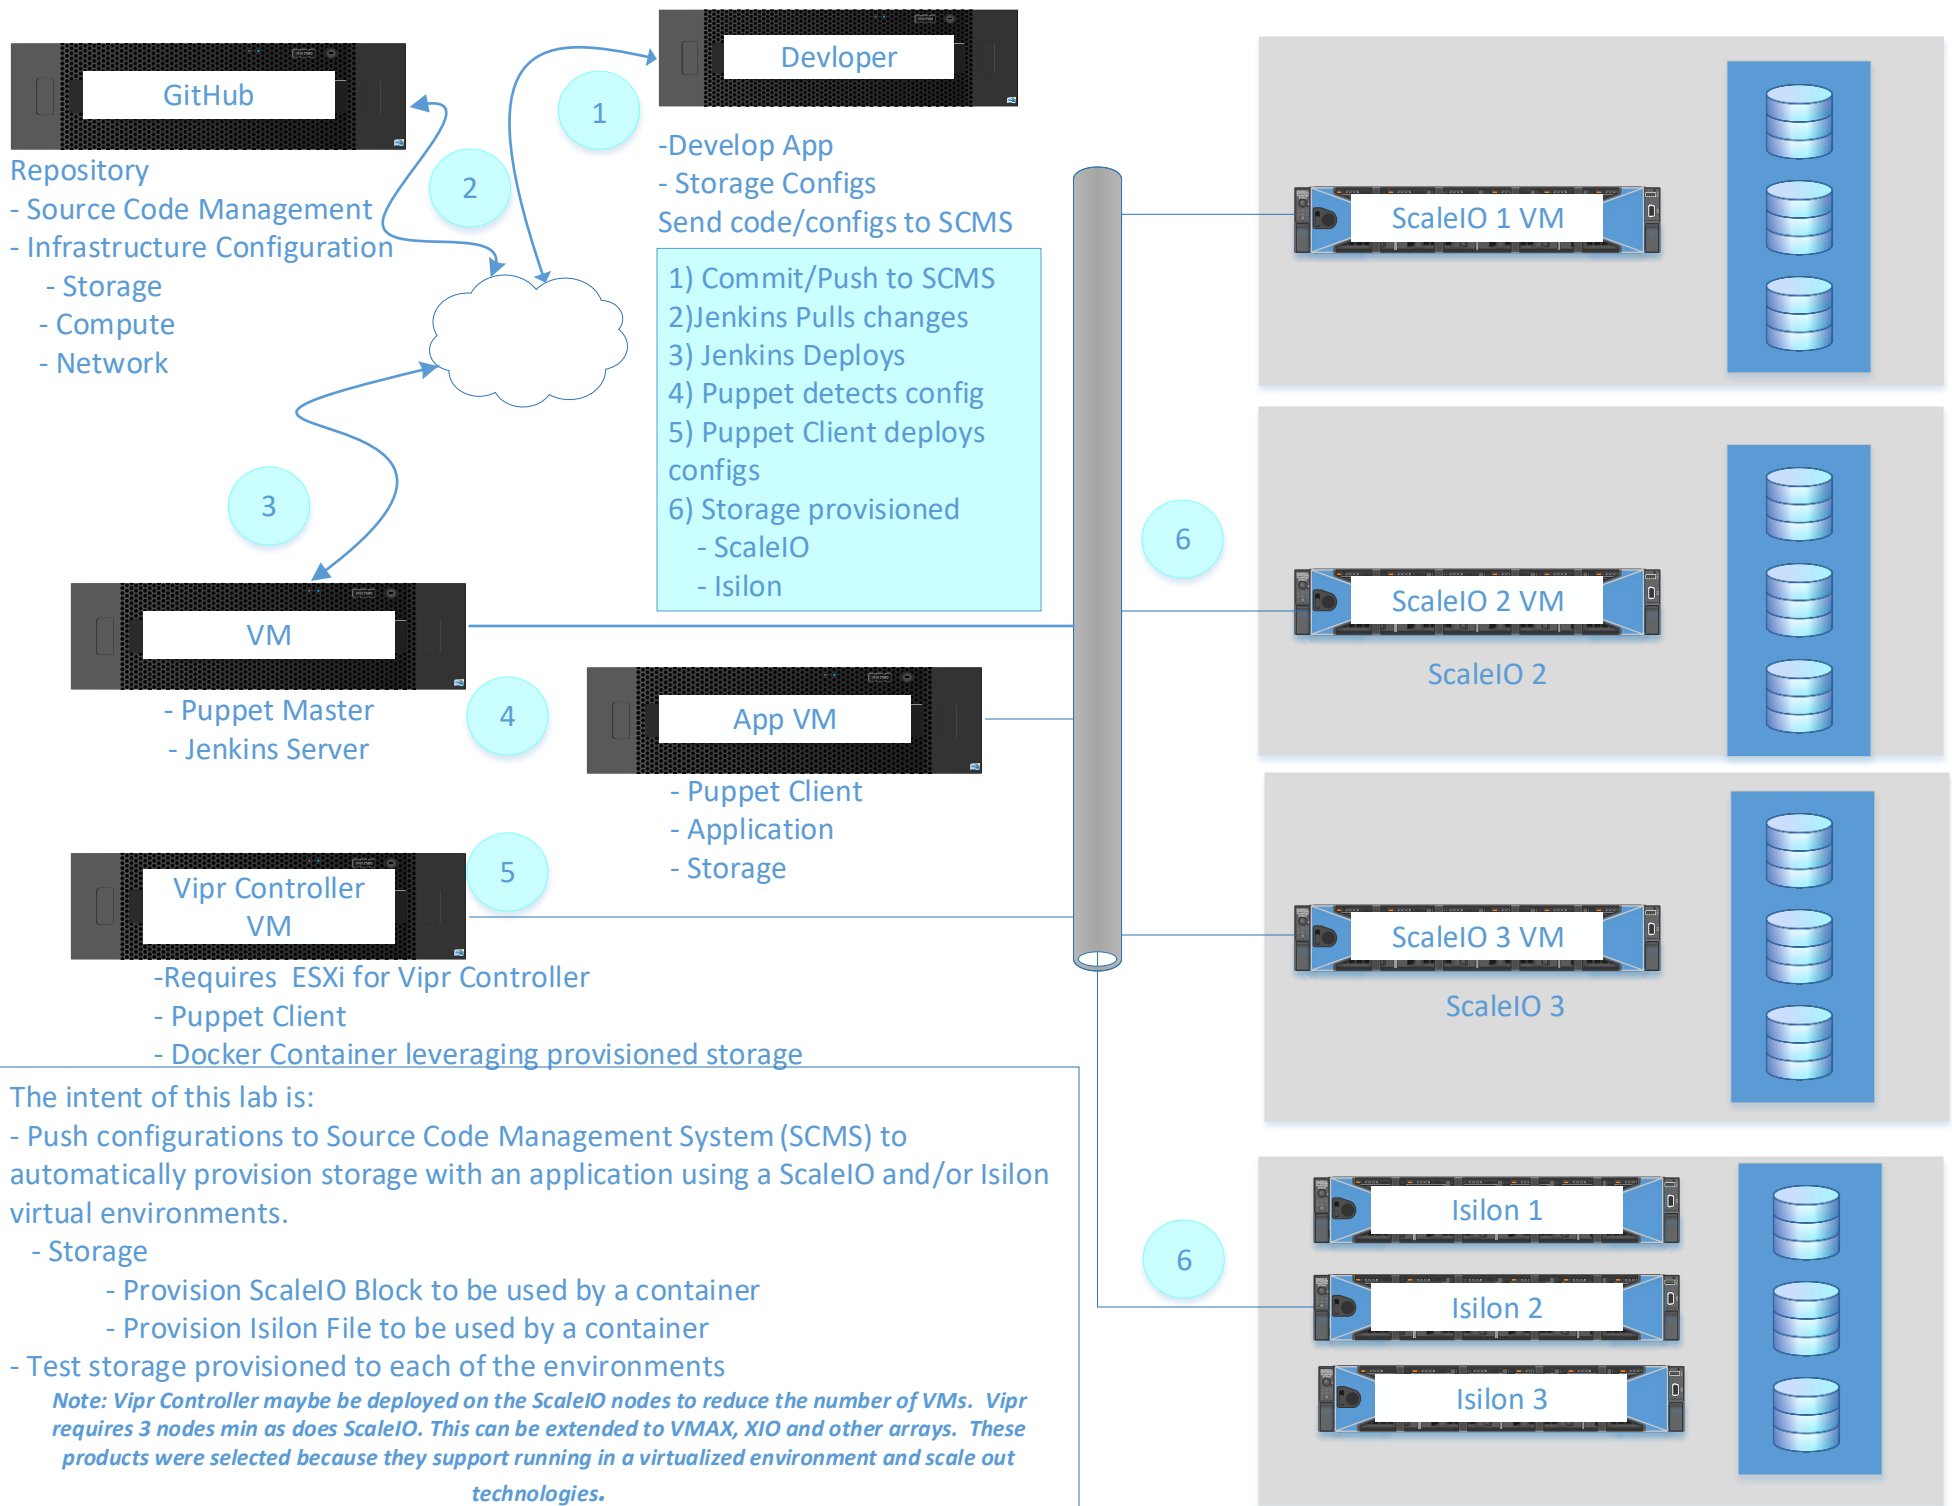 GitHub
Repository
- Source Code Management
- Infrastructure Configuration
- Storage
- Compute
- Network
1
2
3
Devloper
-Develop App
- Storage Configs
Send code/configs to SCMS
1) Commit/Push to SCMS
2)Jenkins Pulls changes
3) Jenkins Deploys
4) Puppet detects config
5) Puppet Client deploys
configs
6) Storage provisioned
- ScaleIO
- Isilon
VM
- Puppet Master
- Jenkins Server
4
App VM
- Puppet Client
- Application
- Storage
Vipr Controller
VM
5
-Requires  ESXi for Vipr Controller
- Puppet Client
- Docker Container leveraging provisioned storage
ScaleIO 1 VM
6
ScaleIO 2 VM
ScaleIO 2
ScaleIO 3 VM
ScaleIO 3
6
Isilon 1
Isilon 2
Isilon 3
The intent of this lab is:
- Push configurations to Source Code Management System (SCMS) to
automatically provision storage with an application using a ScaleIO and/or Isilon
virtual environments.
- Storage
- Provision ScaleIO Block to be used by a container
- Provision Isilon File to be used by a container
- Test storage provisioned to each of the environments
Note: Vipr Controller maybe be deployed on the ScaleIO nodes to reduce the number of VMs.  Vipr
requires 3 nodes min as does ScaleIO. This can be extended to VMAX, XIO and other arrays.  These
products were selected because they support running in a virtualized environment and scale out
technologies.